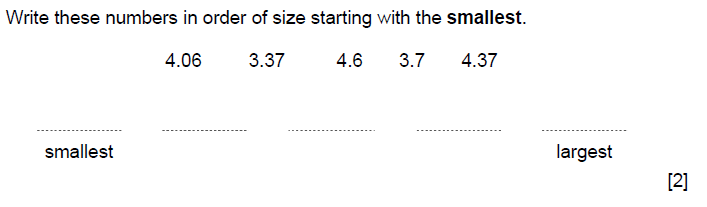 Write these numbers in order of size starting with the smallest.
4.06 3.37 4.6 3.7 4.37
smallest largest
[2]